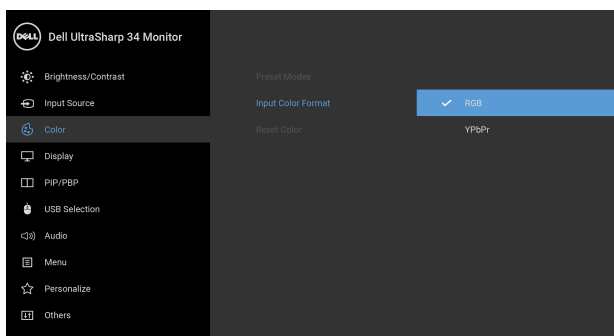 DELL Dell UltraSharp 34 Monitor
Brightness/Contrast
Input Source
Color
Display
PIP/PBP
USB Selection
Audio
Menu
Personalize
Others
Preset Modes
Input Color Format
Reset Color
RGB
YPbPr